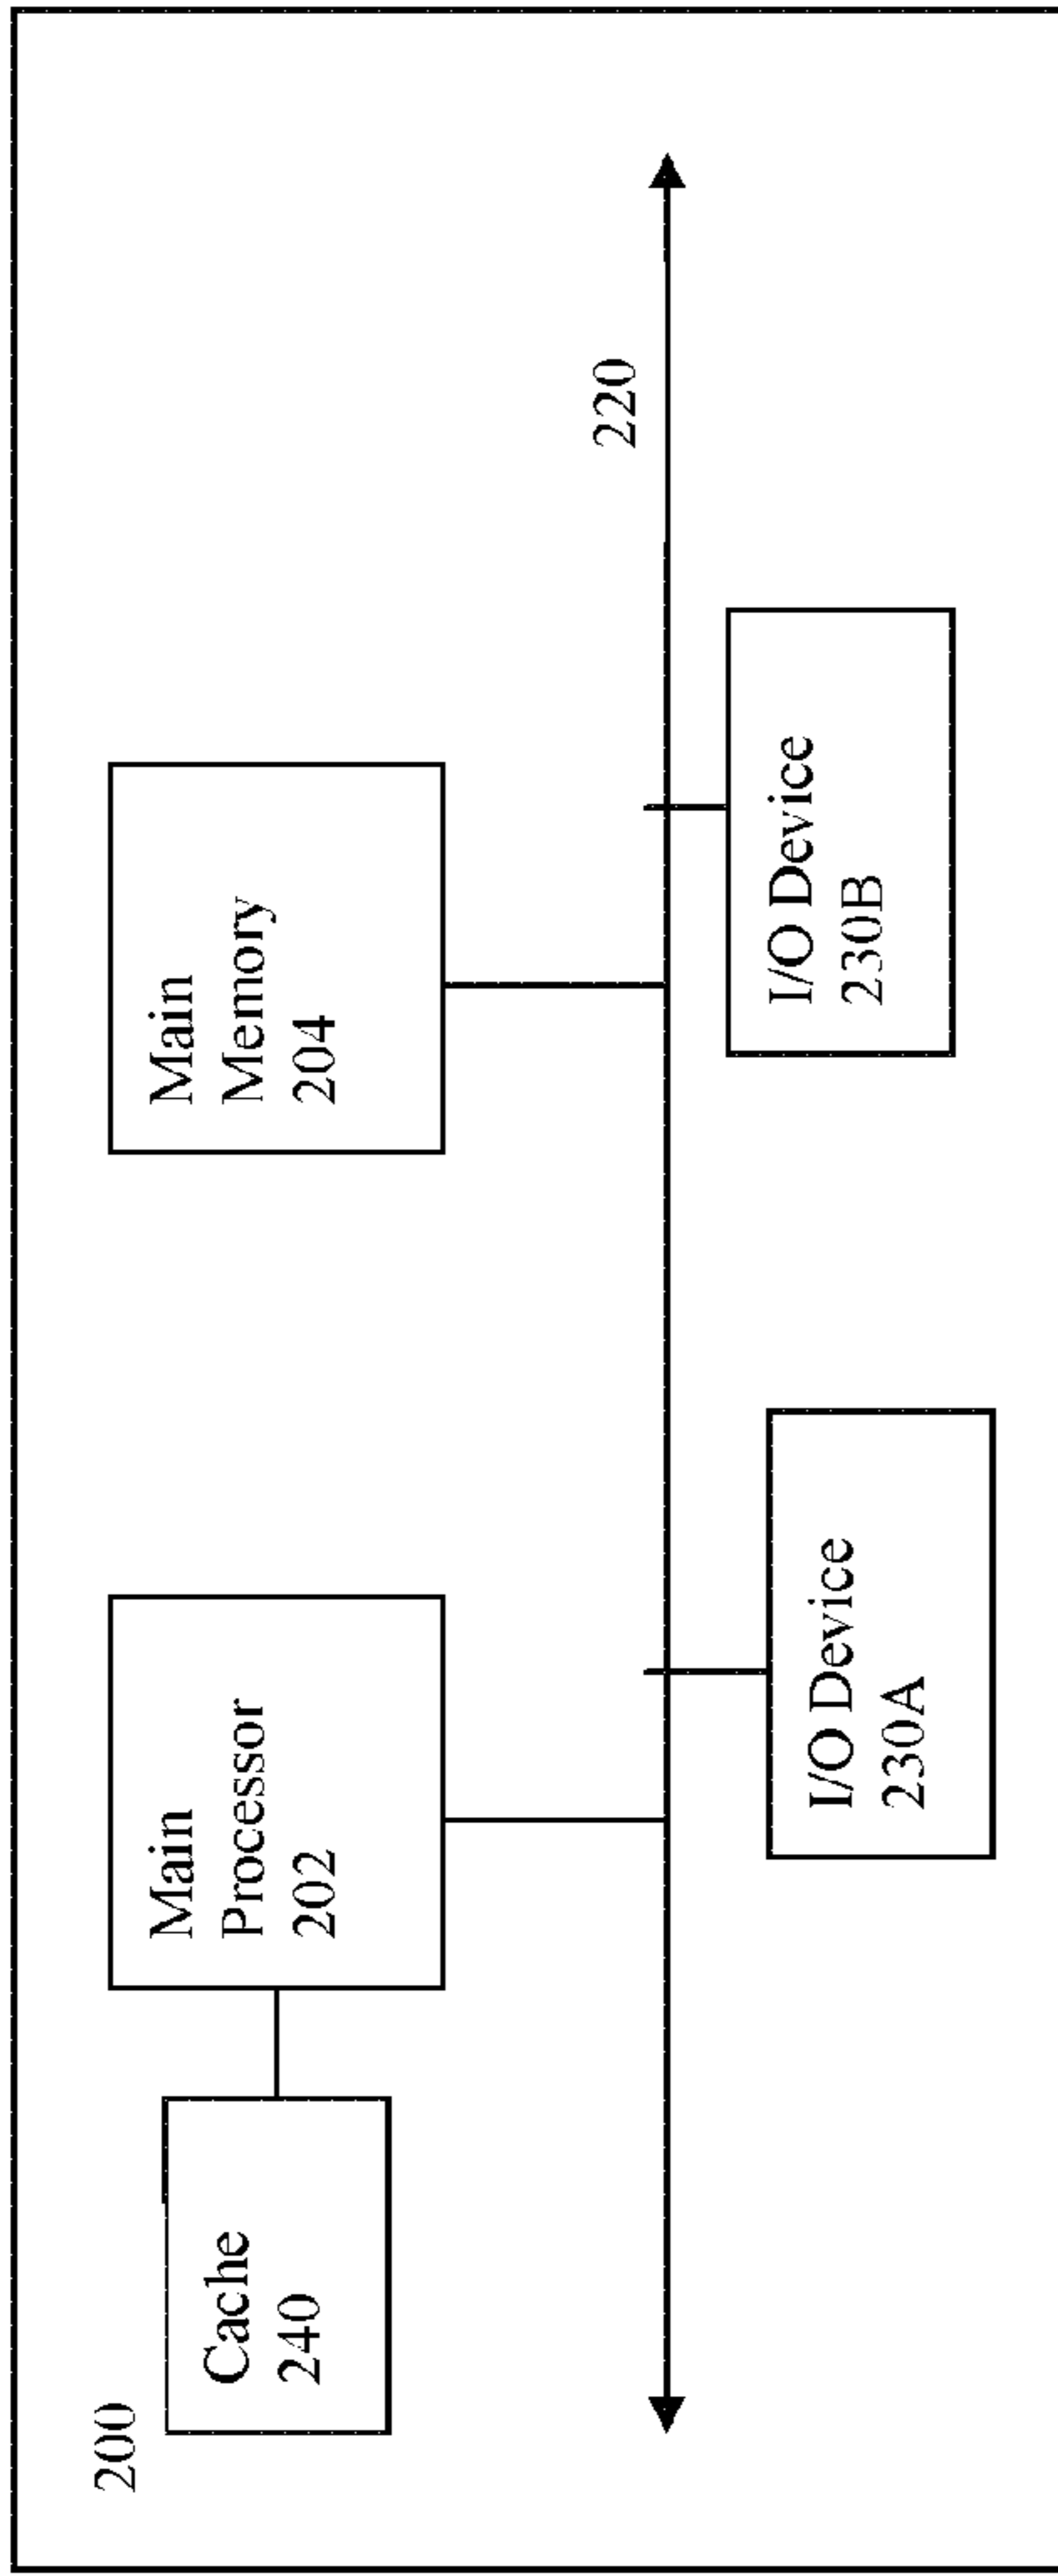 200
Cache
240
Main
Processor
202
Main
Memory
204
220
I/O Device
230A
I/O Device
230B